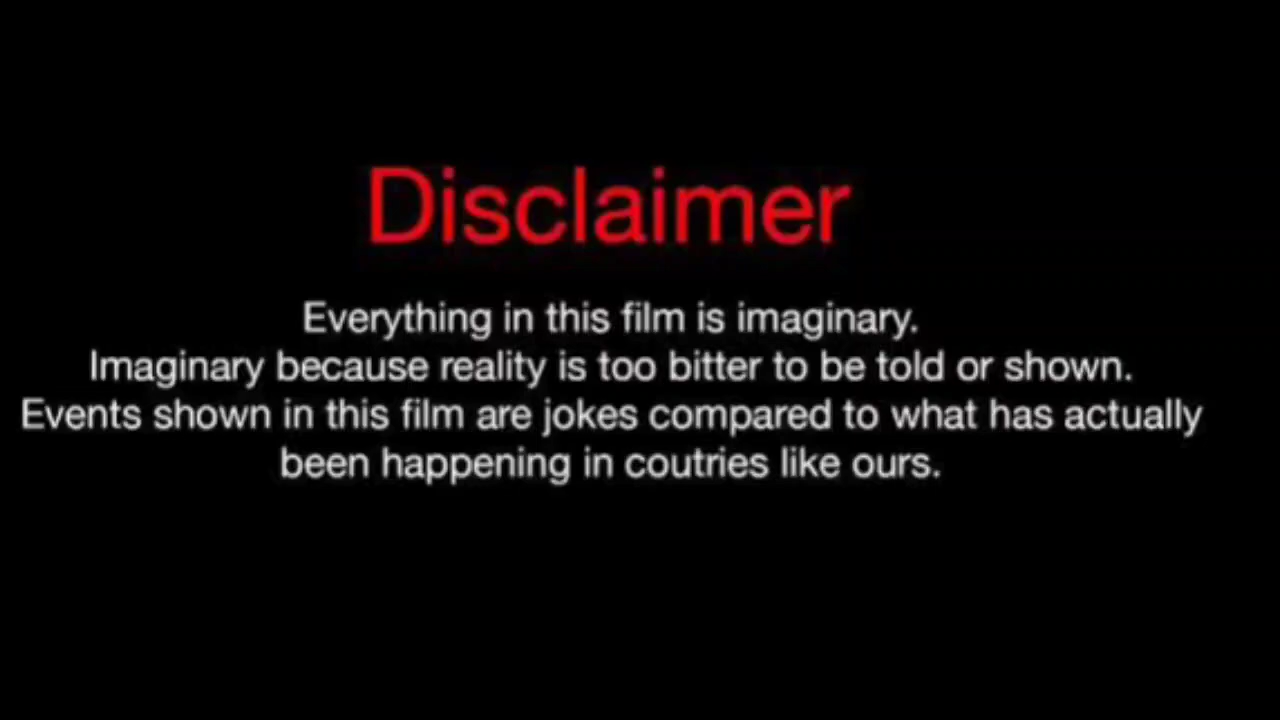 Disclaimer
Everything in this film is imaginary.
Imaginary because reality is too bitter to be told or shown.
Events shown in this film are jokes compared to what has actually
been happening in coutries like ours.